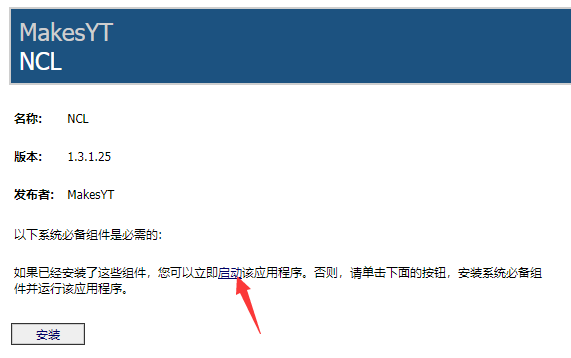 MakesYT
NCL
名称： NCL
版本： 1.3.1.25
发布者： MakesYT
以下系统必备组件是必需的：
如果已经安装了这些组件，您可以立即启动该应用程序。否则，请单击下面的按钮，安装系统必备组
件并运行该应用程序。
安装